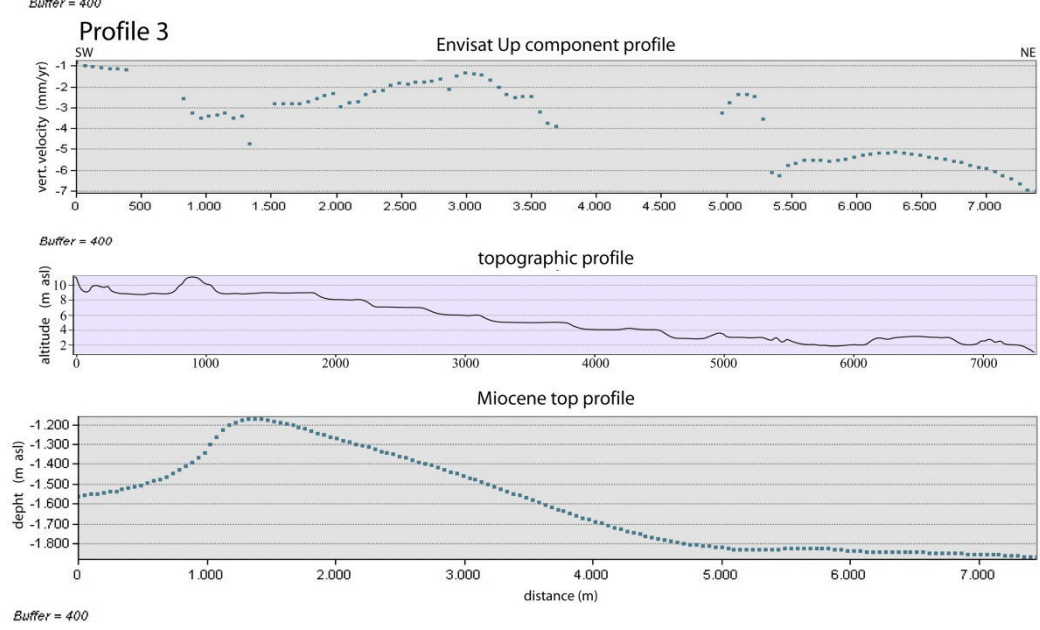 Buffer = 400
Profile 3
SW
Envisat Up component profile
NE
vert. velocity (mm/yr)
-1
-2
-3
-4
-5
-6
-7
0 500 1.000 1.500 2.000 2.500 3.000 3.500 4.000 4.500 5.000 5.500 6.000 6.500 7.000
Buffer = 400
topographic profile
altitude (m asl)
10
8
6
4
2
0 1000 2000 3000 4000 5000 6000 7000
Miocene top profile
depht (m asl)
-1.200
-1.300
-1.400
-1.500
-1.600
-1.700
-1.800
0 1.000 2.000 3.000 4.000 5.000 6.000 7.000
distance (m)
Buffer = 400